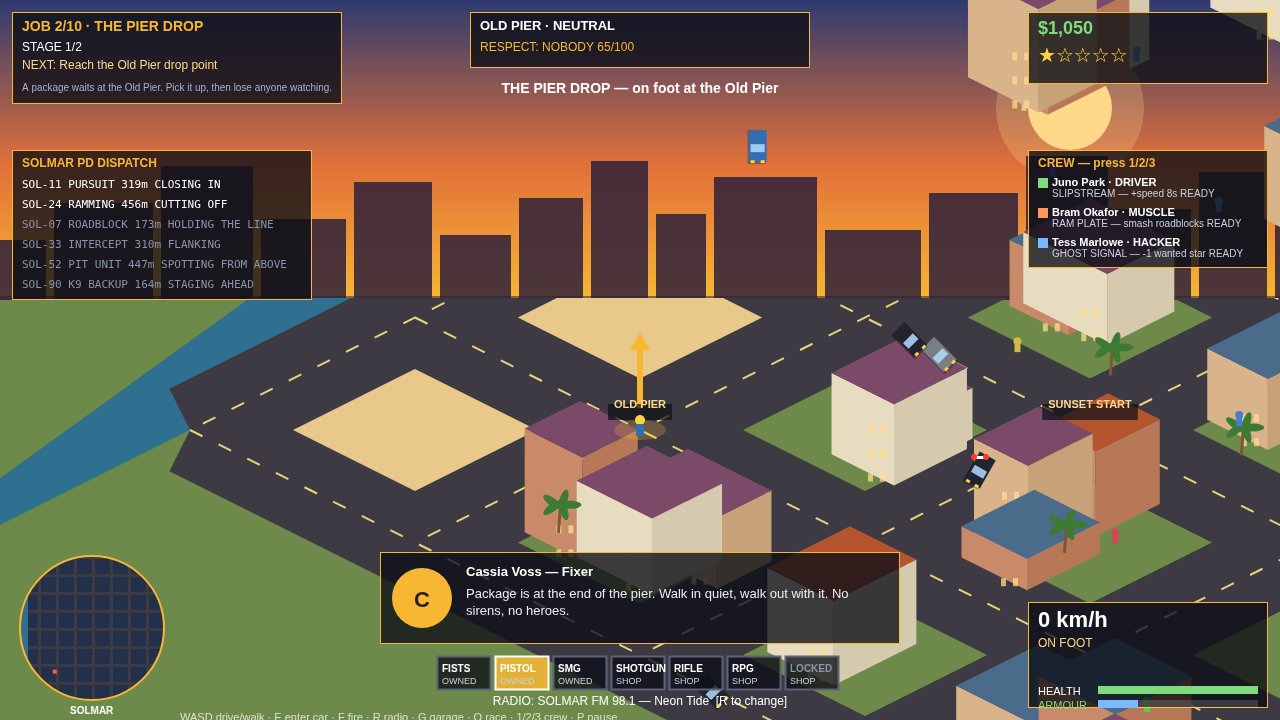 JOB 2/10 · THE PIER DROP
STAGE 1/2
NEXT: Reach the Old Pier drop point
A package waits at the Old Pier. Pick it up, then lose anyone watching.
OLD PIER · NEUTRAL
RESPECT: NOBODY 65/100
THE PIER DROP — on foot at the Old Pier
$1,050
★☆☆☆☆
SOLMAR PD DISPATCH
SOL-11 PURSUIT 319m CLOSING IN
SOL-24 RAMMING 456m CUTTING OFF
SOL-07 ROADBLOCK 173m HOLDING THE LINE
SOL-33 INTERCEPT 310m FLANKING
SOL-52 PIT UNIT 447m SPOTTING FROM ABOVE
SOL-90 K9 BACKUP 164m STAGING AHEAD
CREW — press 1/2/3
Juno Park · DRIVER
SLIPSTREAM — +speed 8s READY
Bram Okafor · MUSCLE
RAM PLATE — smash roadblocks READY
Tess Marlowe · HACKER
GHOST SIGNAL — -1 wanted star READY
OLD PIER
SUNSET START
C
Cassia Voss — Fixer
Package is at the end of the pier. Walk in quiet, walk out with it. No
sirens, no heroes.
FISTS
OWNED
PISTOL
OWNED
SMG
OWNED
SHOTGUN
SHOP
RIFLE
SHOP
RPG
SHOP
LOCKED
SHOP
RADIO: SOLMAR FM 98.1 — Neon Tide [R to change]
WASD drive/walk · E enter car · F fire · R radio · G garage · O race · 1/2/3 crew · P pause
SOLMAR
0 km/h
ON FOOT
HEALTH
ARMOUR